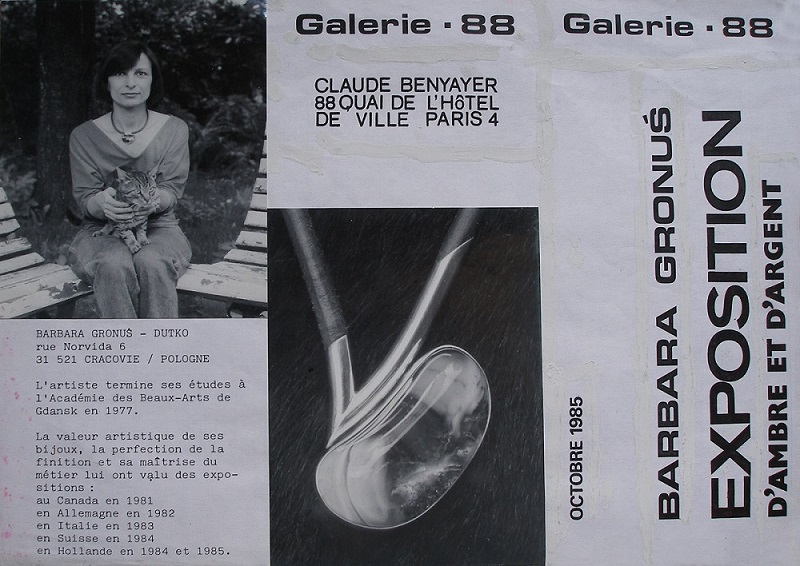 BARBARA GRONUŚ - DUTKO
rue Norvida 6
31 521 CRACOVIE / POLOGNE
L'artiste termine ses études à
l'Académie des Beaux-Arts de
Gdansk en 1977.
La valeur artistique de ses
bijoux, la perfection de la
finition et sa maîtrise du
métier lui ont vąlu des expo-
sitions :
au Canada en 1981
en Allemagne en 1982
en Italie en 1983
en Suisse en 1984
en Hollande en 1984 et 1985.
Galerie · 88
CLAUDE BENYAYER
88 QUAI DE L'HôTEL
DE VILLE PARIS 4
Galerie · 88
OCTOBRE 1985
BARBARA GRONUŚ
EXPOSITION
D'AMBRE ET D'ARGENT